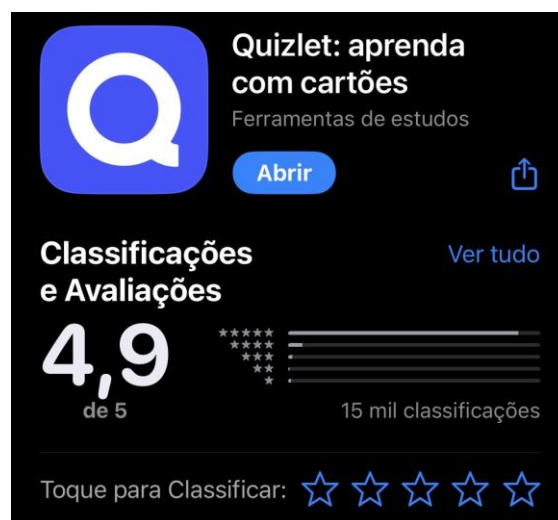 Quizlet: aprenda
com cartões
Ferramentas de estudos
Abrir
Classificações
e Avaliações
Ver tudo
4,9
de 5
★★★★★
★★★★
★★★
★★
★
15 mil classificações
Toque para Classificar: